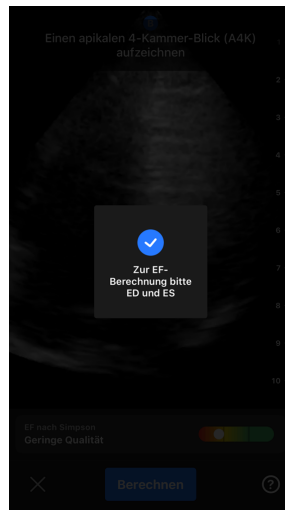 Einen apikalen 4-Kammer-Blick (A4K)
aufzeichnen
2
3
4
5
6
7
8
9
10
Zur EF-
Berechnung bitte
ED und ES
EF nach Simpson
Geringe Qualität
Berechnen
?